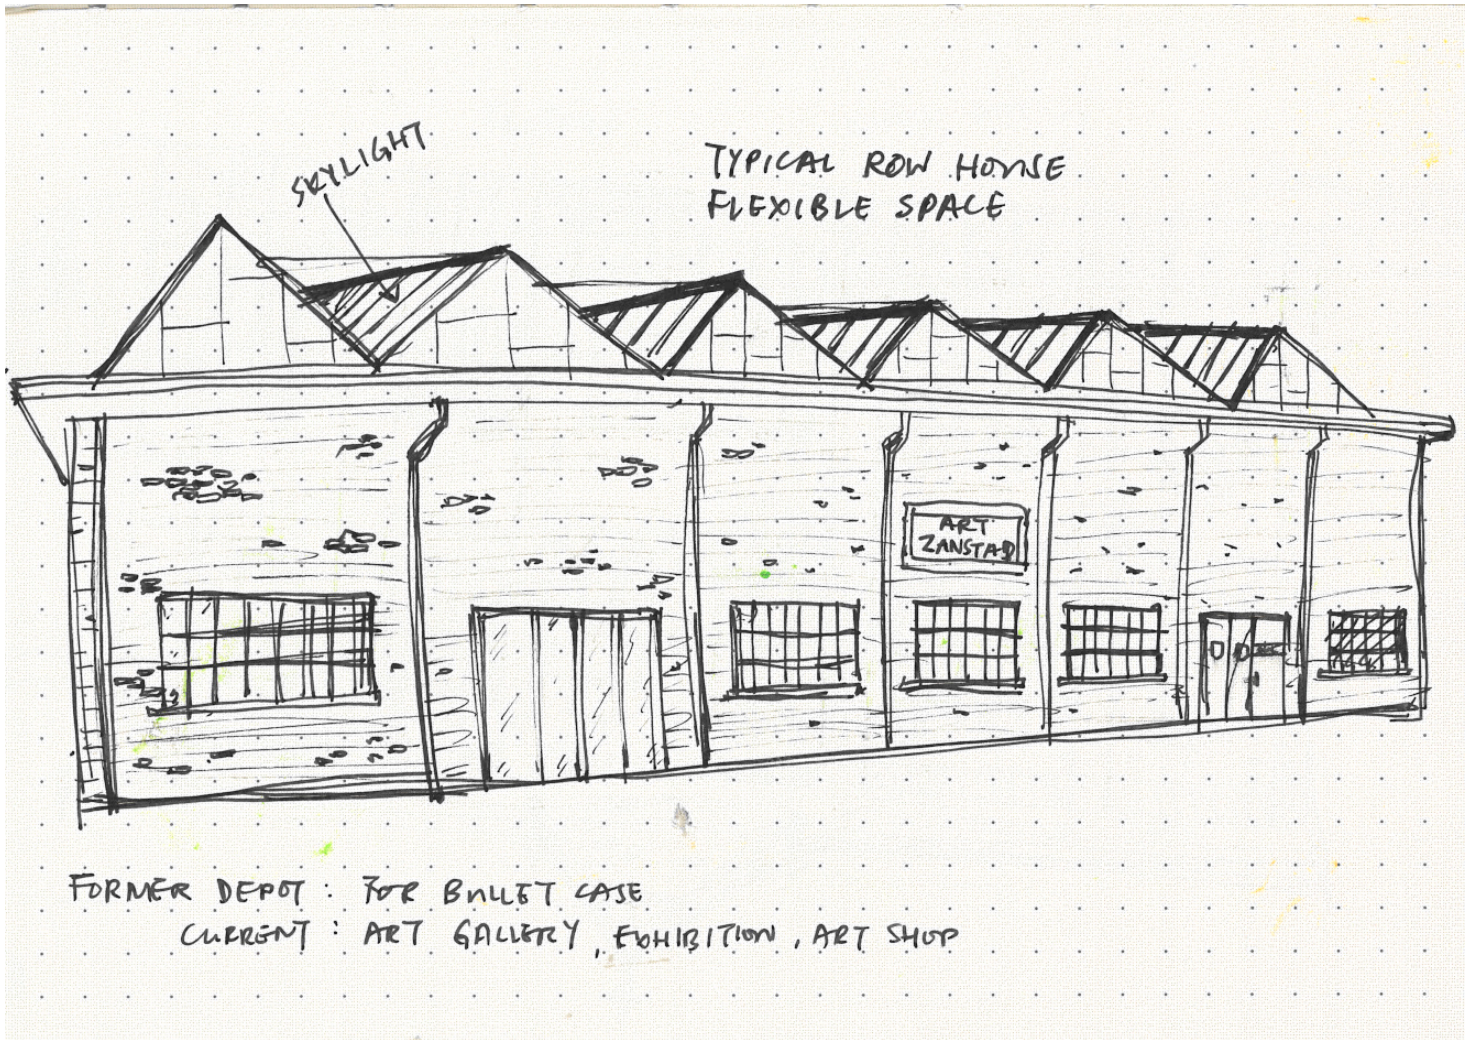 SKYLIGHT
TYPICAL ROW HOUSE
FLEXIBLE SPACE
ART
ZANSTAD
FORMER DEPOT : FOR BULLET CASE
CURRENT : ART GALLERY, EXHIBITION, ART SHOP